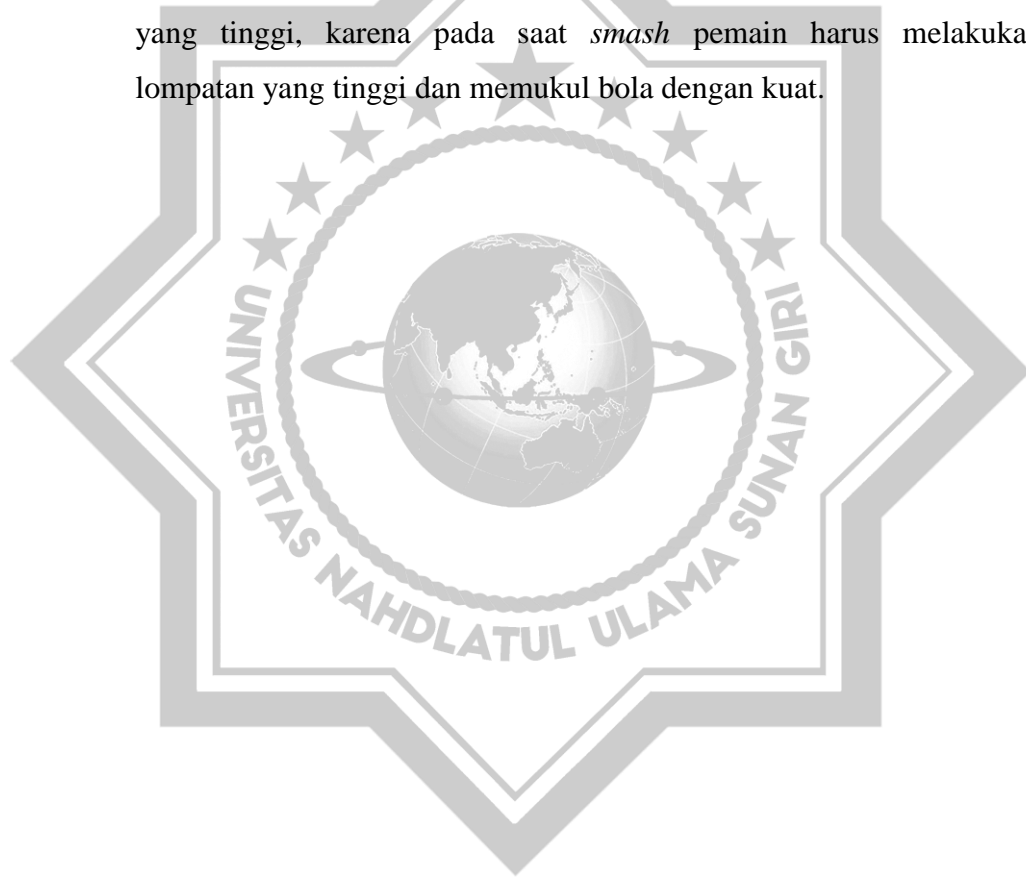 yang tinggi, karena pada saat smash pemain harus melakuka
lompatan yang tinggi dan memukul bola dengan kuat.
UNIVERSITAS NAHDLATUL ULAMA SUNAN GIRI